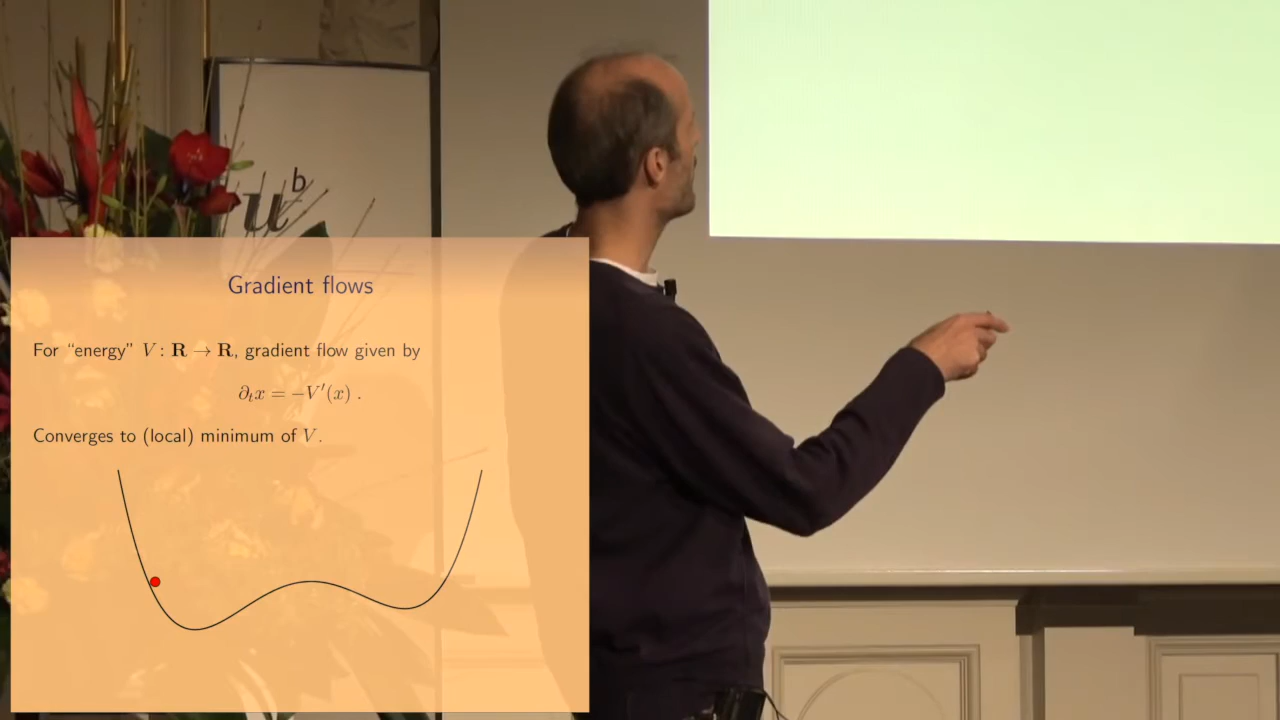 u^b
Gradient flows
For “energy” V : R → R, gradient flow given by
∂ₜx = −V′(x) .
Converges to (local) minimum of V.